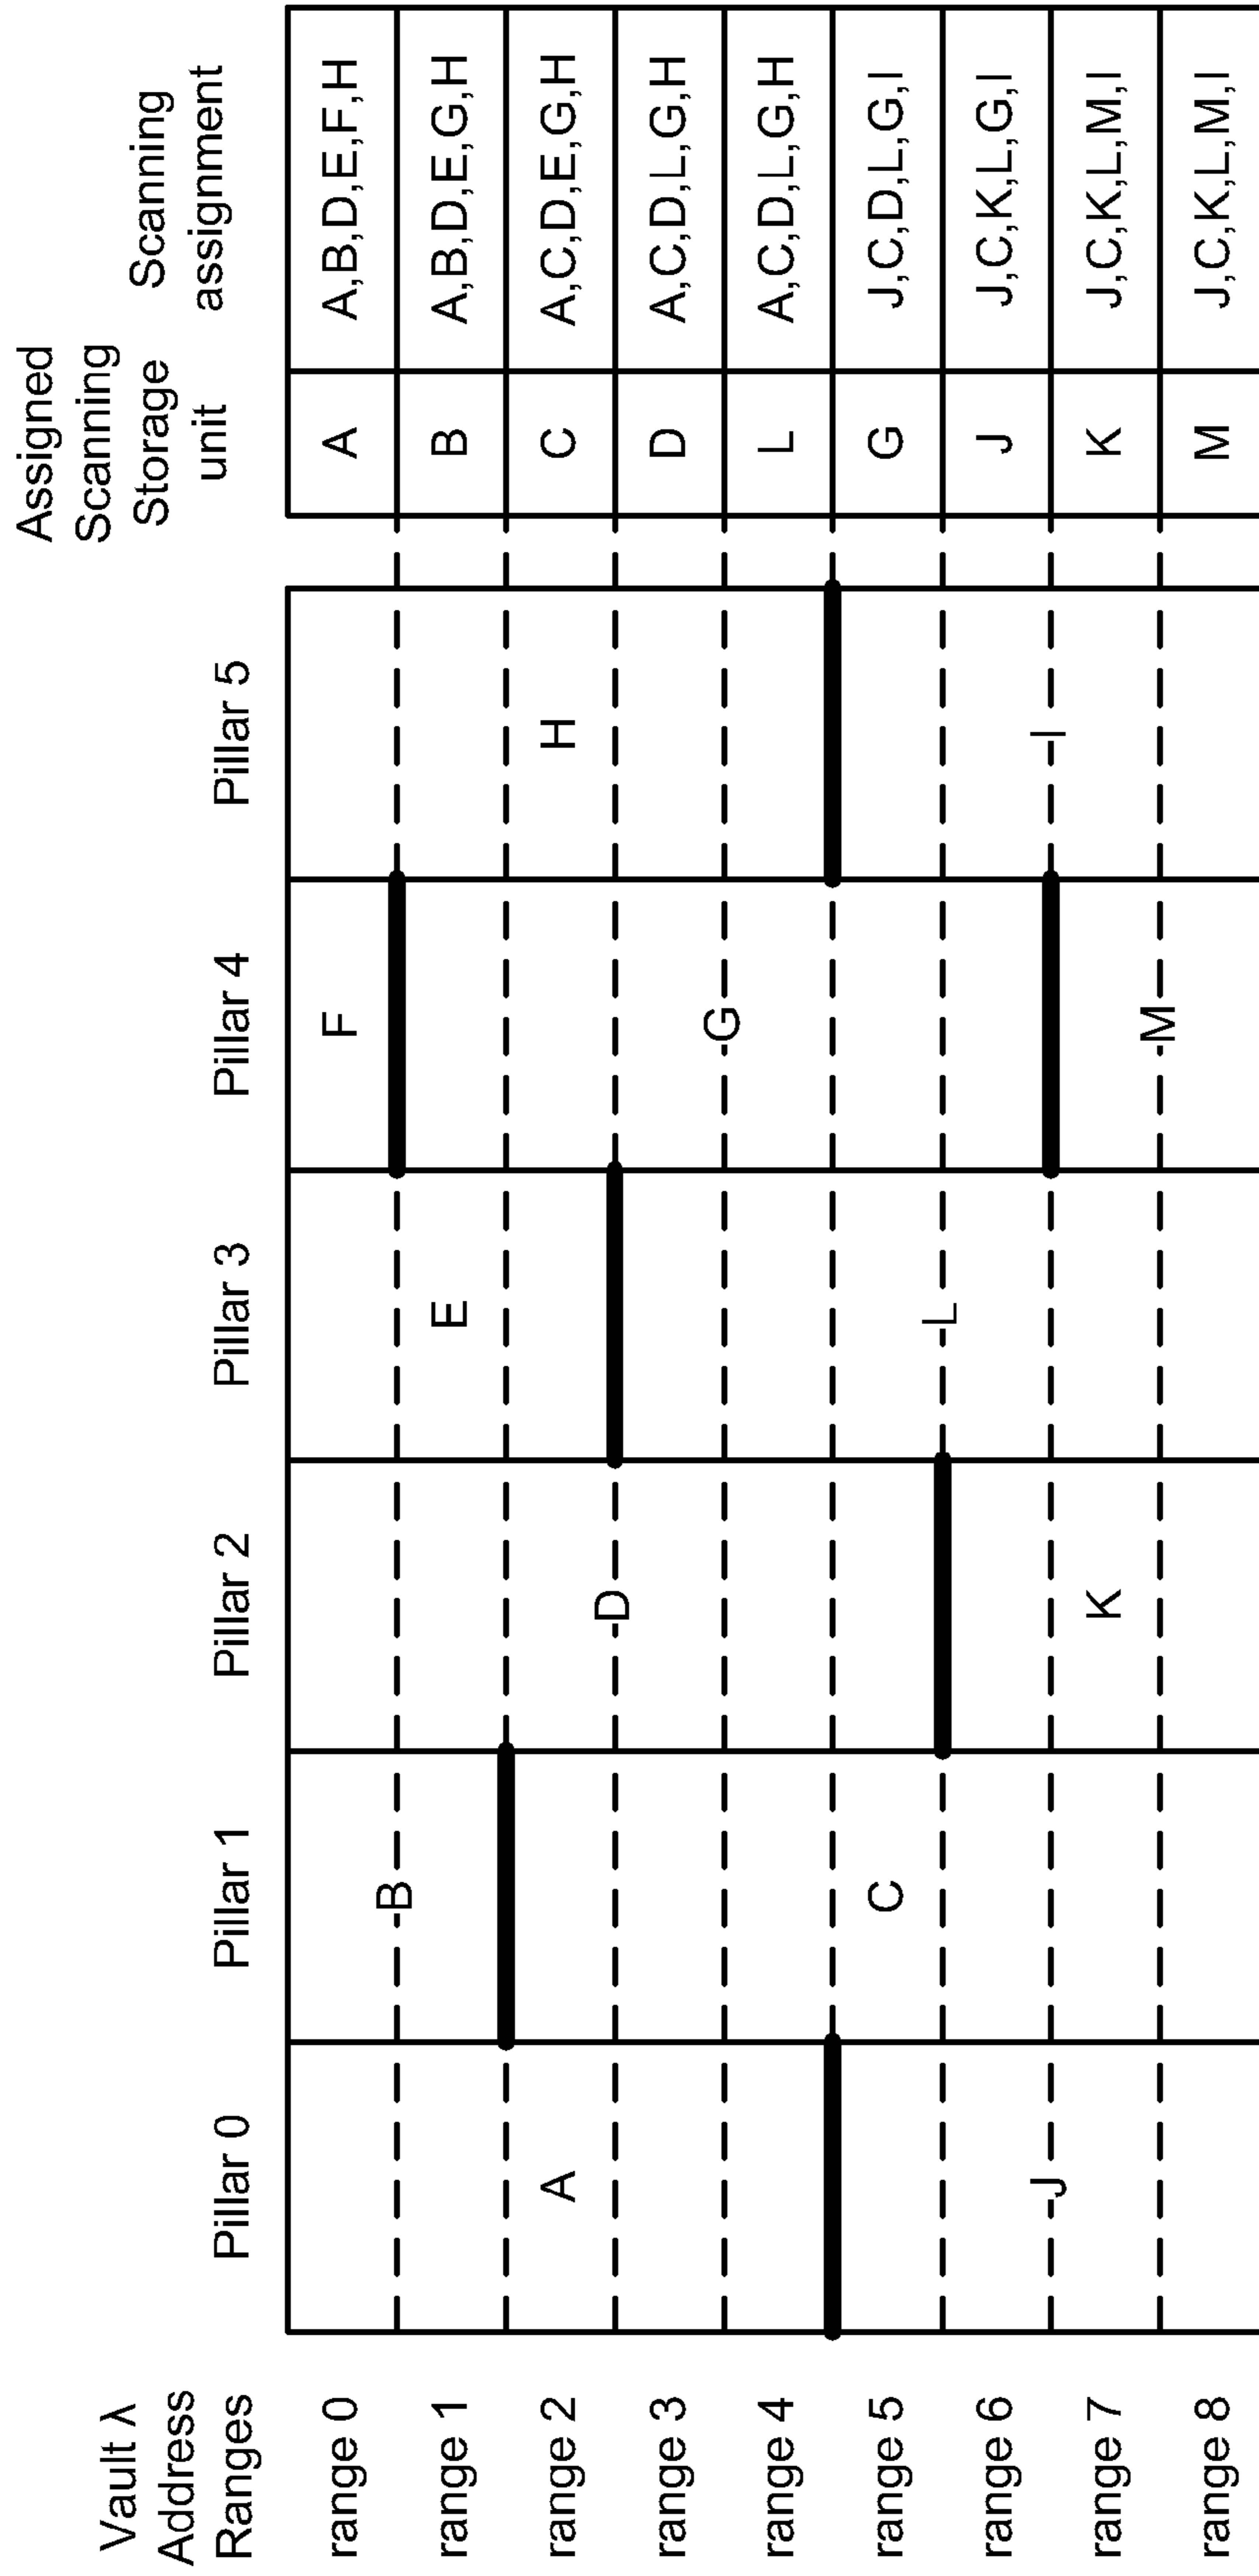 Vault λ
Address
Ranges
Pillar 0
Pillar 1
Pillar 2
Pillar 3
Pillar 4
Pillar 5
Assigned
Scanning
Storage
unit
Scanning
assignment
range 0 F A A,B,D,E,F,H
B
range 1 E B A,B,D,E,G,H
range 2 A H C A,C,D,E,G,H
D
range 3 D A,C,D,L,G,H
G
range 4 L A,C,D,L,G,H
range 5 C G J,C,D,L,G,I
L
range 6 J J,C,K,L,G,I
J I
range 7 K K J,C,K,L,M,I
M
range 8 M J,C,K,L,M,I